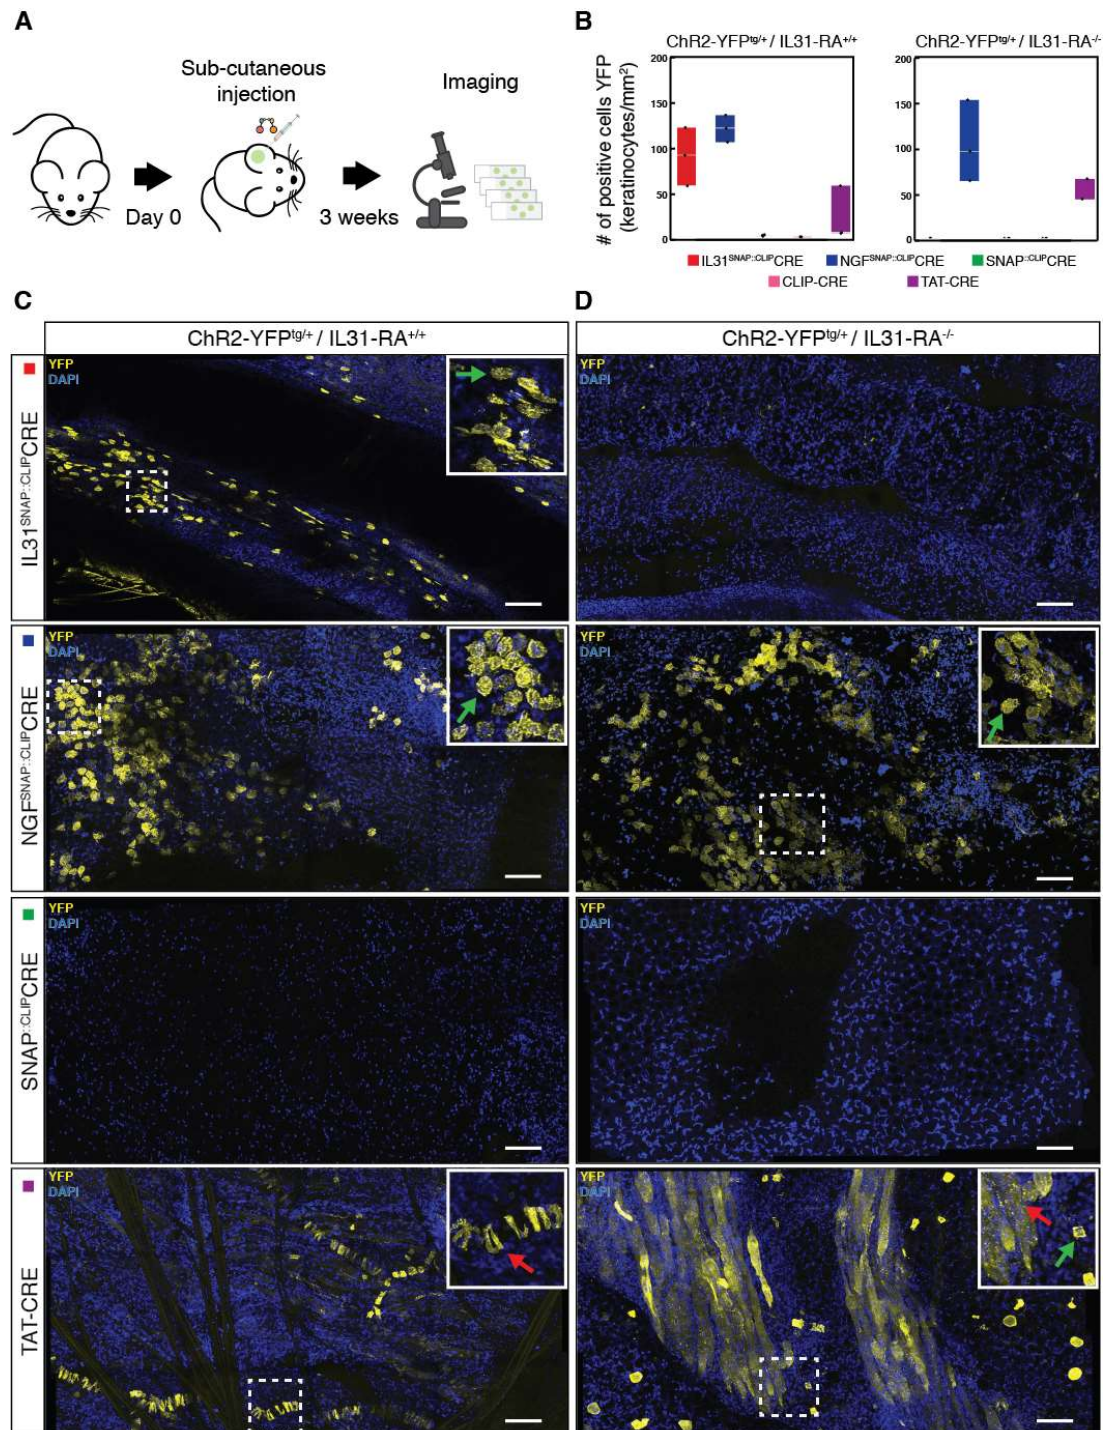 A
Sub-cutaneous
injection
Imaging
Day 0
3 weeks
B
ChR2-YFPtg/+ / IL31-RA+/+
ChR2-YFPtg/+ / IL31-RA-/-
# of positive cells YFP
(keratinocytes/mm2)
200
150
100
50
0
200
150
100
50
0
IL31SNAP::CLIPCRE
NGFSNAP::CLIPCRE
SNAP::CLIPCRE
CLIP-CRE
TAT-CRE
C
D
ChR2-YFPtg/+ / IL31-RA+/+
ChR2-YFPtg/+ / IL31-RA-/-
IL31SNAP::CLIPCRE
YFP
DAPI
YFP
DAPI
NGFSNAP::CLIPCRE
YFP
DAPI
YFP
DAPI
SNAP::CLIPCRE
YFP
DAPI
YFP
DAPI
TAT-CRE
YFP
DAPI
YFP
DAPI